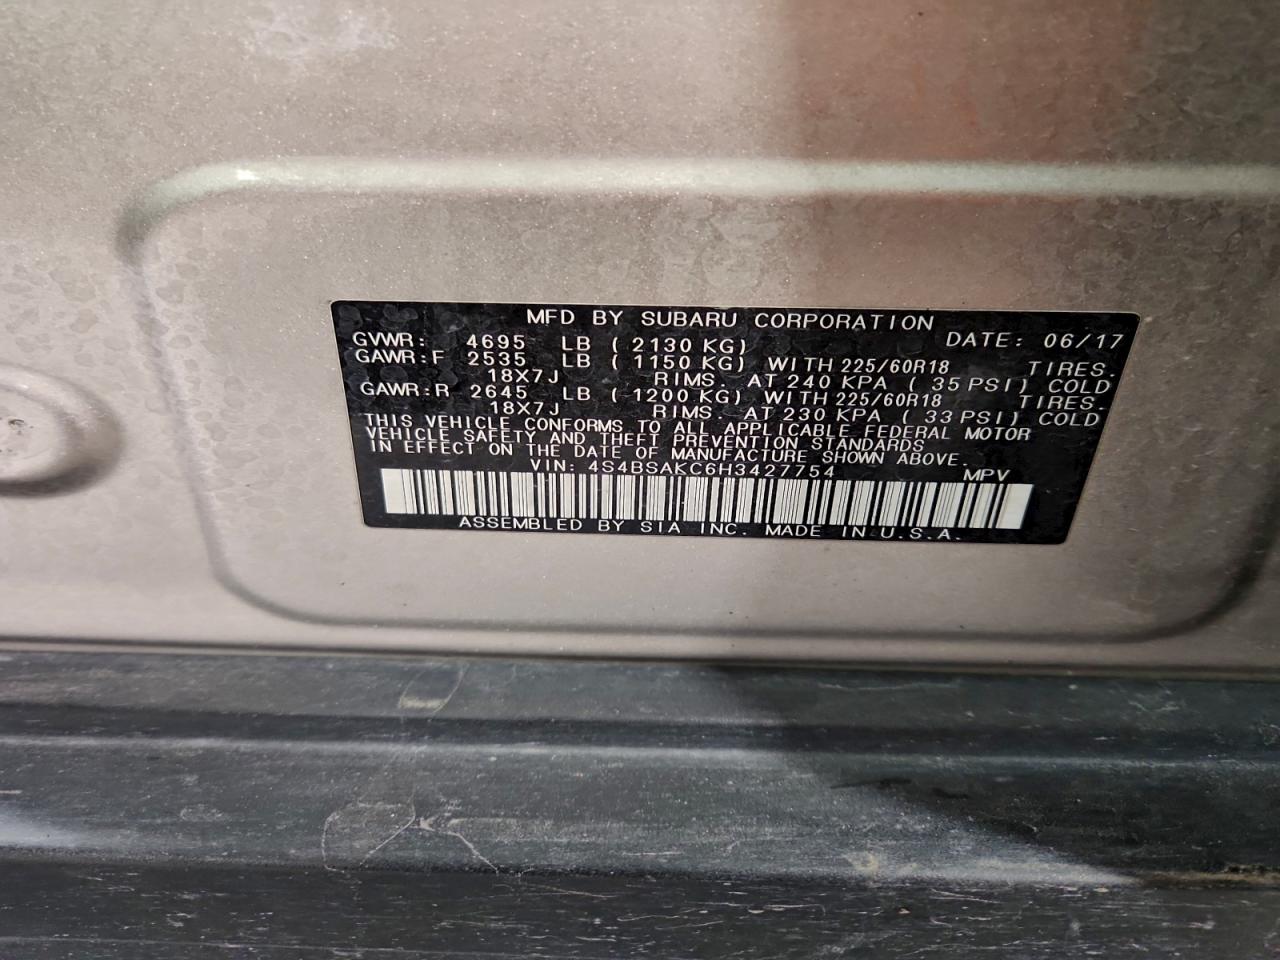 MFD BY SUBARU CORPORATION
GVWR: 4695 LB (2130 KG) DATE: 06/17
GAWR:F 2535 LB (1150 KG) WITH 225/60R18 TIRES.
18X7J RIMS. AT 240 KPA (35 PSI) COLD
GAWR:R 2645 LB (1200 KG) WITH 225/60R18 TIRES.
18X7J RIMS. AT 230 KPA (33 PSI) COLD
THIS VEHICLE CONFORMS TO ALL APPLICABLE FEDERAL MOTOR
VEHICLE SAFETY AND THEFT PREVENTION STANDARDS
IN EFFECT ON THE DATE OF MANUFACTURE SHOWN ABOVE.
VIN: 4S4BSAKC6H3427754 MPV
ASSEMBLED BY SIA INC. MADE IN U.S.A.